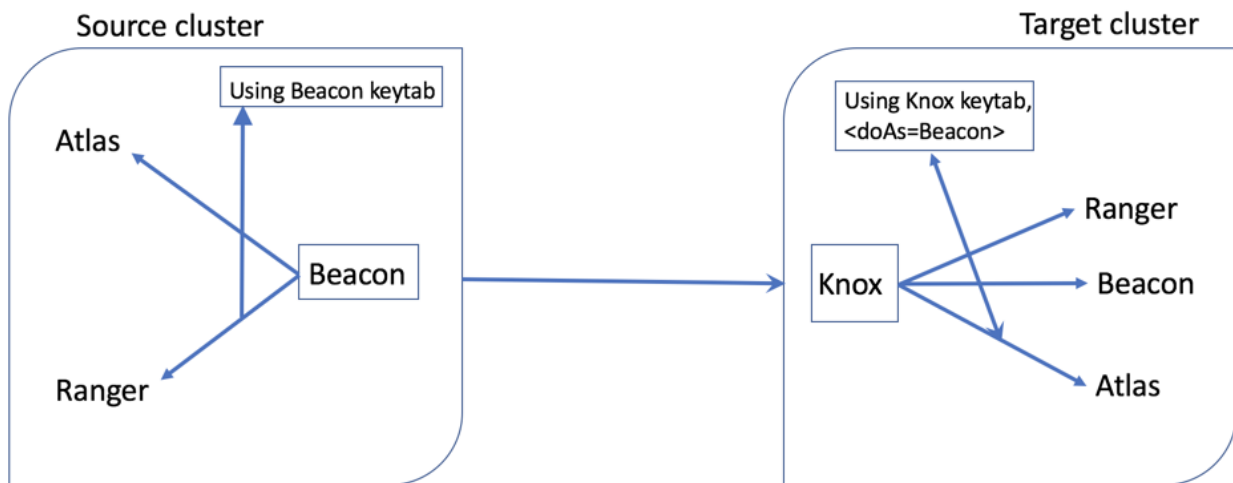 Source cluster
Target cluster
Using Beacon keytab
Using Knox keytab,
<doAs=Beacon>
Atlas
Ranger
Beacon
Knox
Beacon
Ranger
Atlas